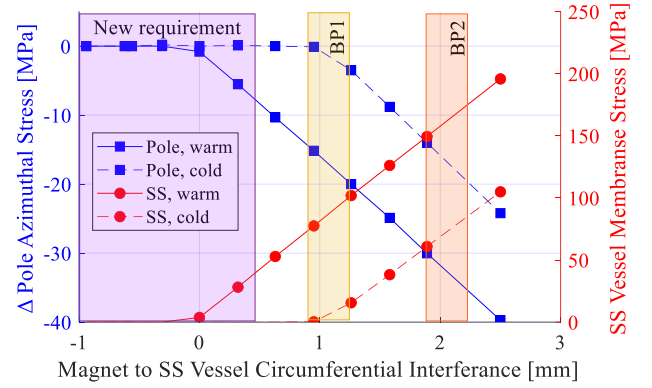 New requirement
BP1
BP2
Δ Pole Azimuthal Stress [MPa]
0
-10
-20
-30
-40
Pole, warm
Pole, cold
SS, warm
SS, cold
250
200
150
100
50
0
SS Vessel Membranse Stress [MPa]
-1
0
1
2
3
Magnet to SS Vessel Circumferential Interferance [mm]